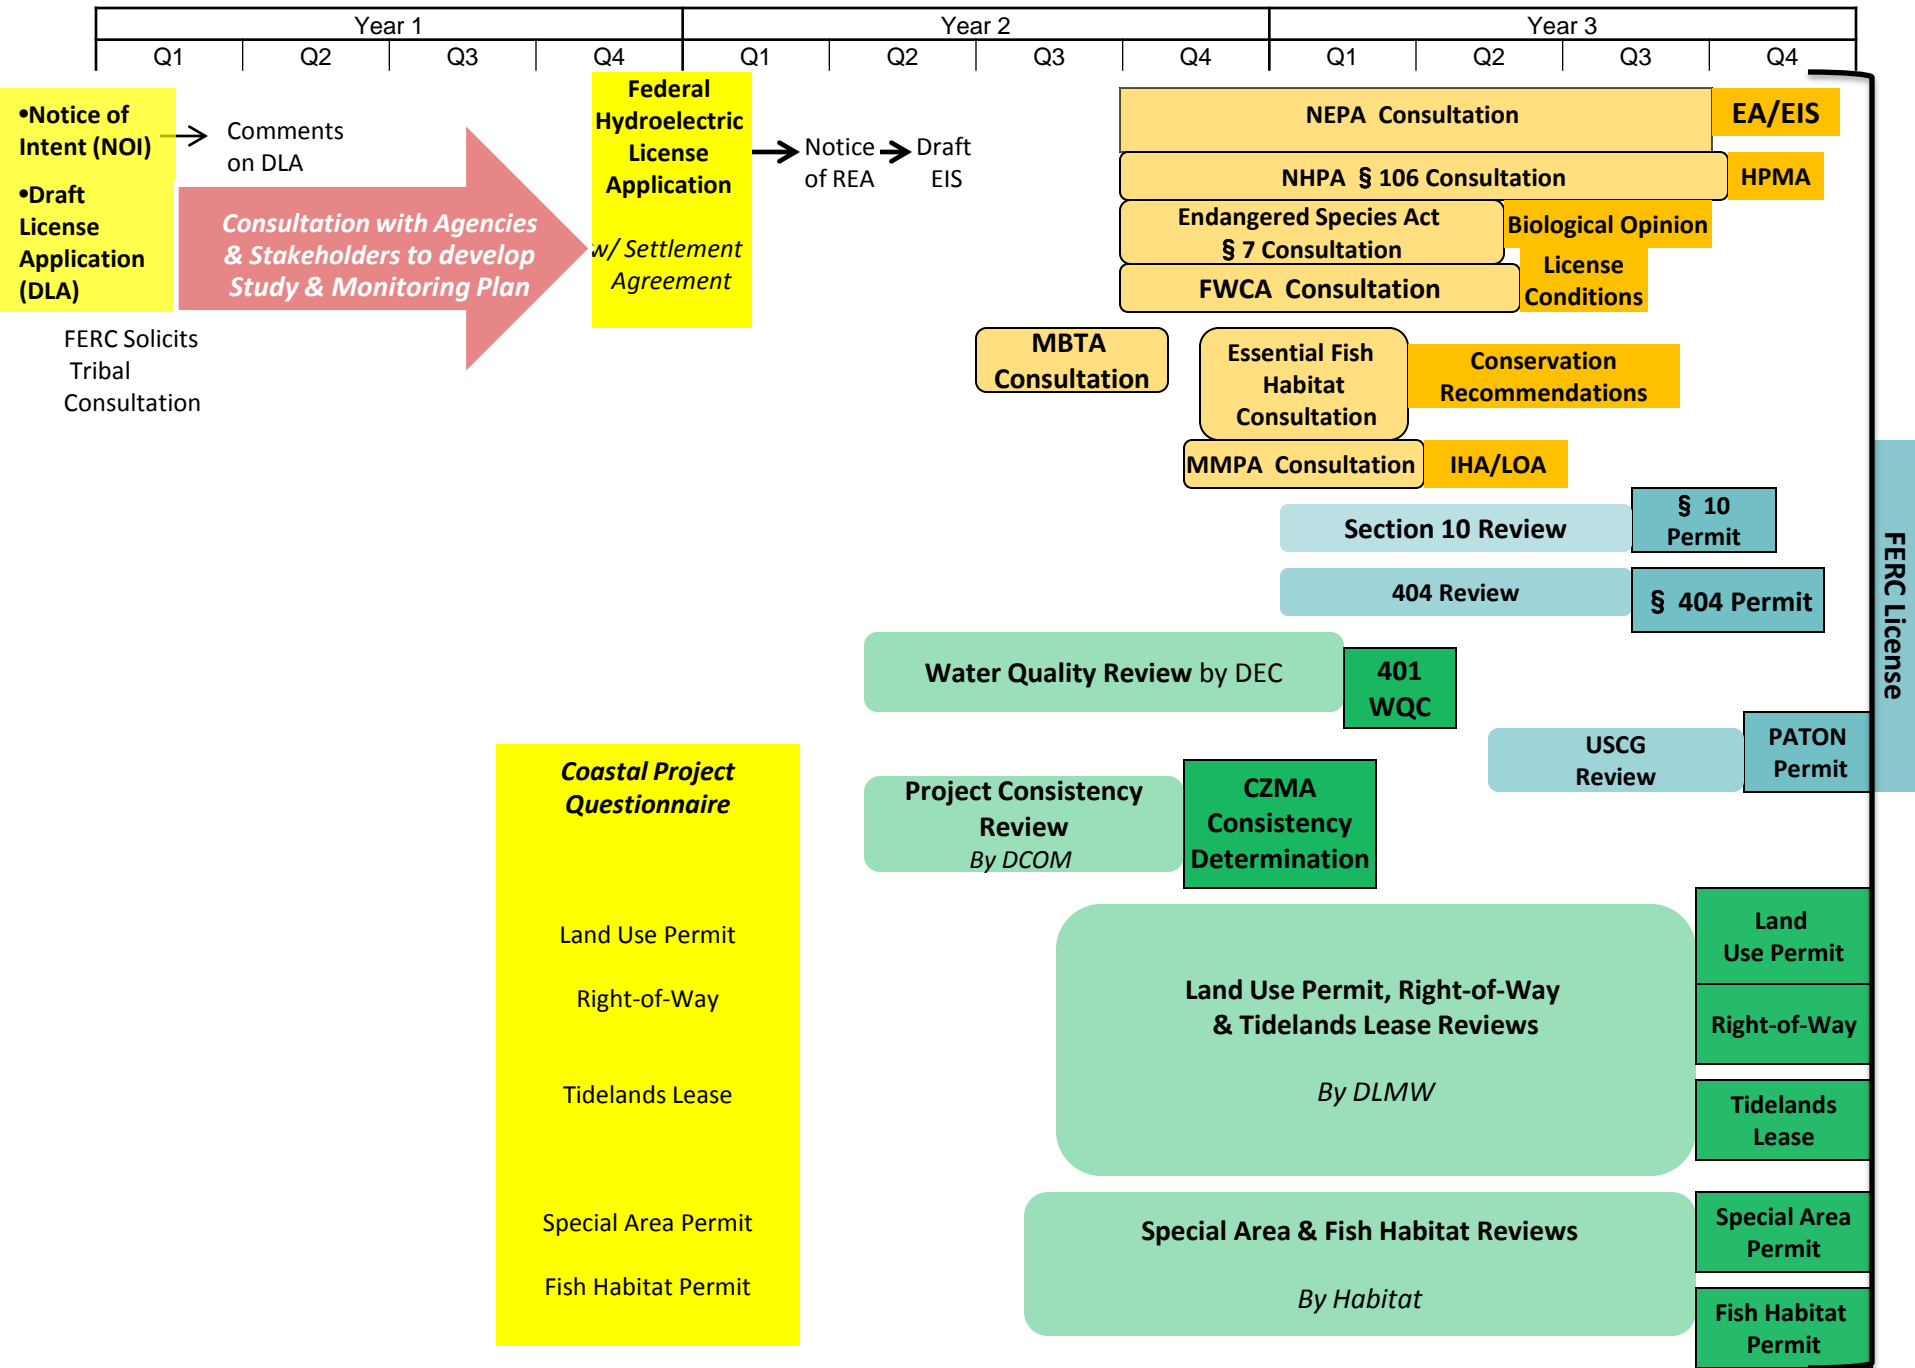 Year 1
Year 2
Year 3
Q1
Q2
Q3
Q4
Q1
Q2
Q3
Q4
Q1
Q2
Q3
Q4
•Notice of
Intent (NOI)
•Draft
License
Application
(DLA)
Comments
on DLA
Consultation with Agencies
& Stakeholders to develop
Study & Monitoring Plan
FERC Solicits
Tribal
Consultation
Federal
Hydroelectric
License
Application
w/ Settlement
Agreement
Notice
of REA
Draft
EIS
NEPA Consultation
EA/EIS
NHPA § 106 Consultation
HPMA
Endangered Species Act
§ 7 Consultation
Biological Opinion
FWCA Consultation
License
Conditions
MBTA
Consultation
Essential Fish
Habitat
Consultation
Conservation
Recommendations
MMPA Consultation
IHA/LOA
Section 10 Review
§ 10
Permit
404 Review
§ 404 Permit
Water Quality Review by DEC
401
WQC
USCG
Review
PATON
Permit
FERC License
Coastal Project
Questionnaire
Land Use Permit
Right-of-Way
Tidelands Lease
Special Area Permit
Fish Habitat Permit
Project Consistency
Review
By DCOM
CZMA
Consistency
Determination
Land Use Permit, Right-of-Way
& Tidelands Lease Reviews
By DLMW
Land
Use Permit
Right-of-Way
Tidelands
Lease
Special Area & Fish Habitat Reviews
By Habitat
Special Area
Permit
Fish Habitat
Permit